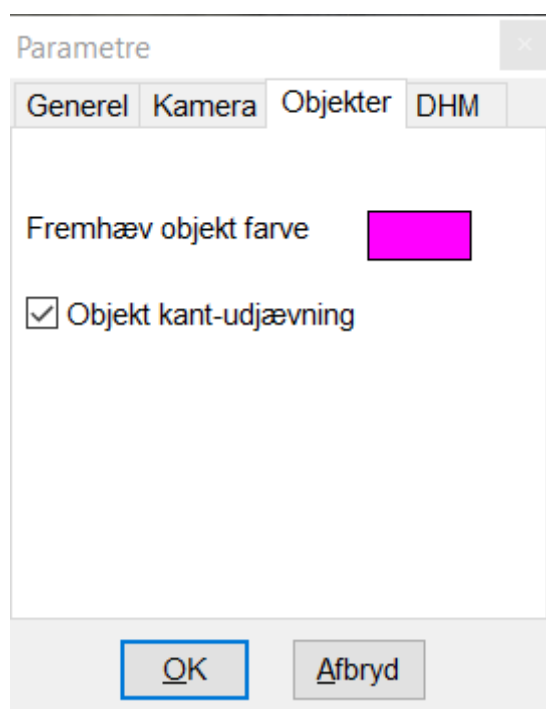 Parametre
Generel Kamera Objekter DHM
Fremhæv objekt farve
Objekt kant-udjævning
OK Afbryd